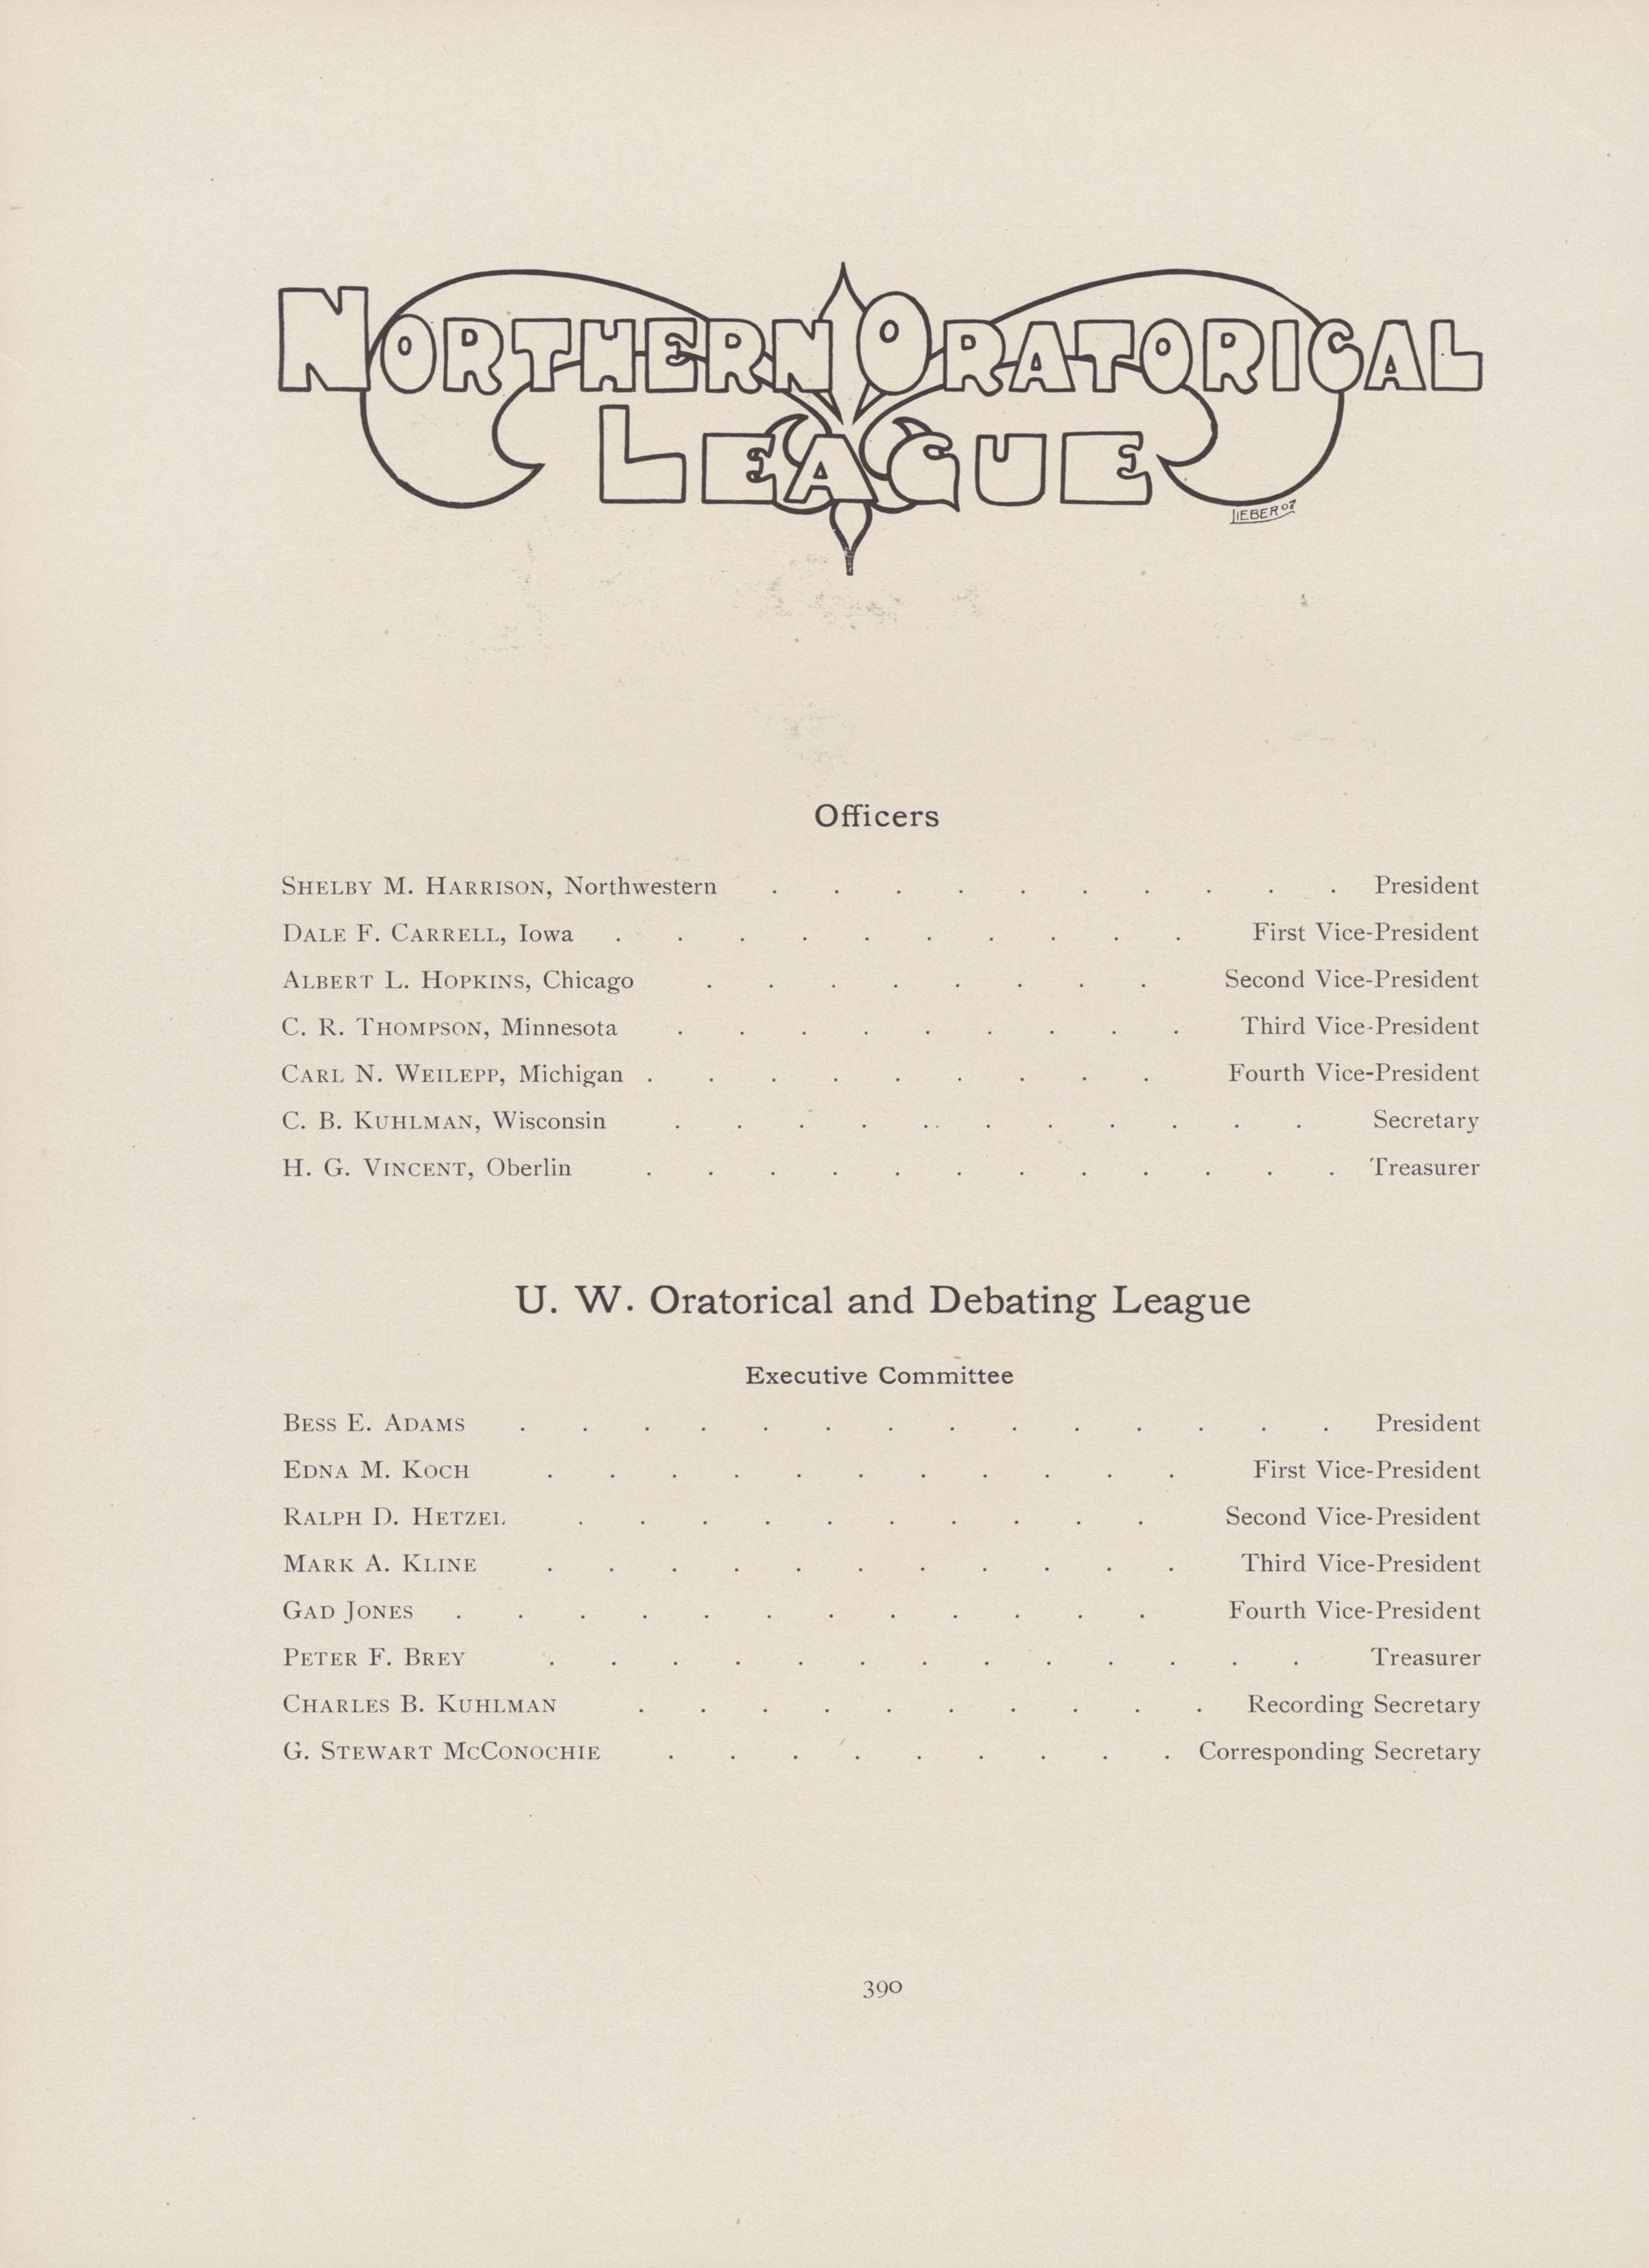 NORTHERN ORATORICAL
LEAGUE
LIEBER 07
Officers
SHELBY M. HARRISON, Northwestern . . . . . . . . . . President
DALE F. CARRELL, Iowa . . . . . . . . . . First Vice-President
ALBERT L. HOPKINS, Chicago . . . . . . . . Second Vice-President
C. R. THOMPSON, Minnesota . . . . . . . . . Third Vice-President
CARL N. WEILEPP, Michigan . . . . . . . . . Fourth Vice-President
C. B. KUHLMAN, Wisconsin . . . . . . . . . . . Secretary
H. G. VINCENT, Oberlin . . . . . . . . . . . . Treasurer
U. W. Oratorical and Debating League
Executive Committee
BESS E. ADAMS . . . . . . . . . . . . . . President
EDNA M. KOCH . . . . . . . . . . . First Vice-President
RALPH D. HETZEL . . . . . . . . . . Second Vice-President
MARK A. KLINE . . . . . . . . . . . Third Vice-President
GAD JONES . . . . . . . . . . . . Fourth Vice-President
PETER F. BREY . . . . . . . . . . . . . Treasurer
CHARLES B. KUHLMAN . . . . . . . . . . Recording Secretary
G. STEWART MCCONOCHIE . . . . . . . . . Corresponding Secretary
390